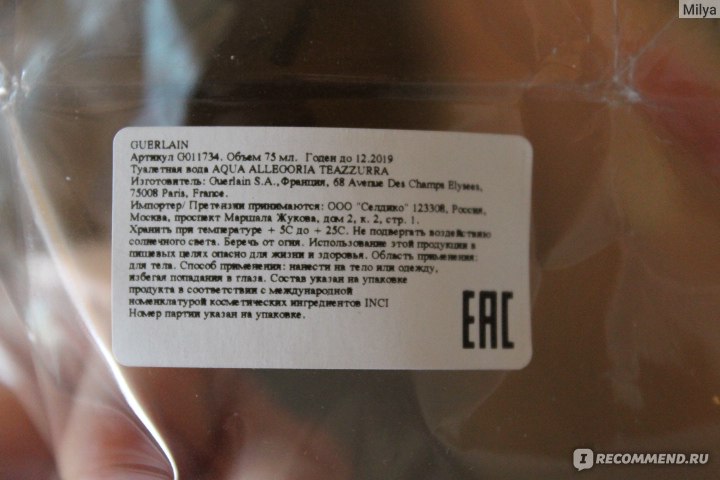 Milya
GUERLAIN
Артикул G011734. Объем 75 мл. Годен до 12.2019
Туалетная вода AQUA ALLEGORIA TEAZZURRA
Изготовитель: Guerlain S.A., Франция, 68 Avenue Des Champs Elysees,
75008 Paris, France.
Импортер/ Претензии принимаются: ООО "Селдико" 123308, Россия,
Москва, проспект Маршала Жукова, дом 2, к. 2, стр. 1.
Хранить при температуре + 5С до + 25С. Не подвергать воздействию
солнечного света. Беречь от огня. Использование этой продукции в
пищевых целях опасно для жизни и здоровья. Область применения:
для тела. Способ применения: нанести на тело или одежду,
избегая попадания в глаза. Состав указан на упаковке
продукта в соответствии с международной
номенклатурой косметических ингредиентов INCI
Номер партии указан на упаковке.
EAC
I RECOMMEND.RU